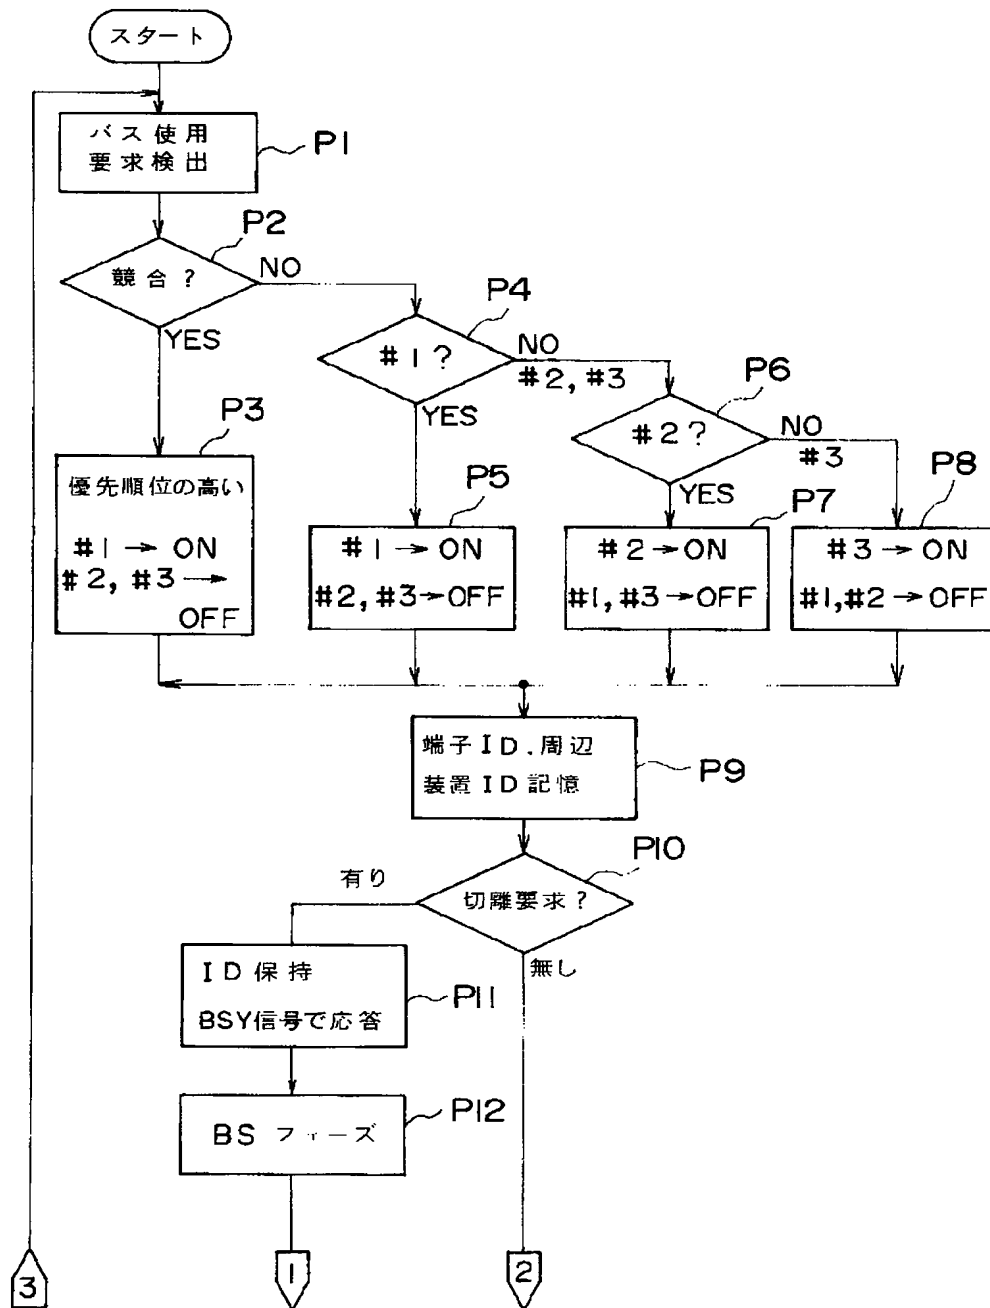 スタート
バス使用
要求検出
P1
P2
競合?
NO
YES
P4
#1?
NO
#2, #3
YES
P6
#2?
NO
#3
YES
P3
優先順位の高い
#1→ON
#2, #3→
OFF
P5
#1→ON
#2, #3→OFF
P7
#2→ON
#1, #3→OFF
P8
#3→ON
#1, #2→OFF
端子ID.周辺
装置ID記憶
P9
P10
切離要求?
有り
無し
ID保持
BSY信号で応答
P11
BS フィーズ
P12
3
1
2